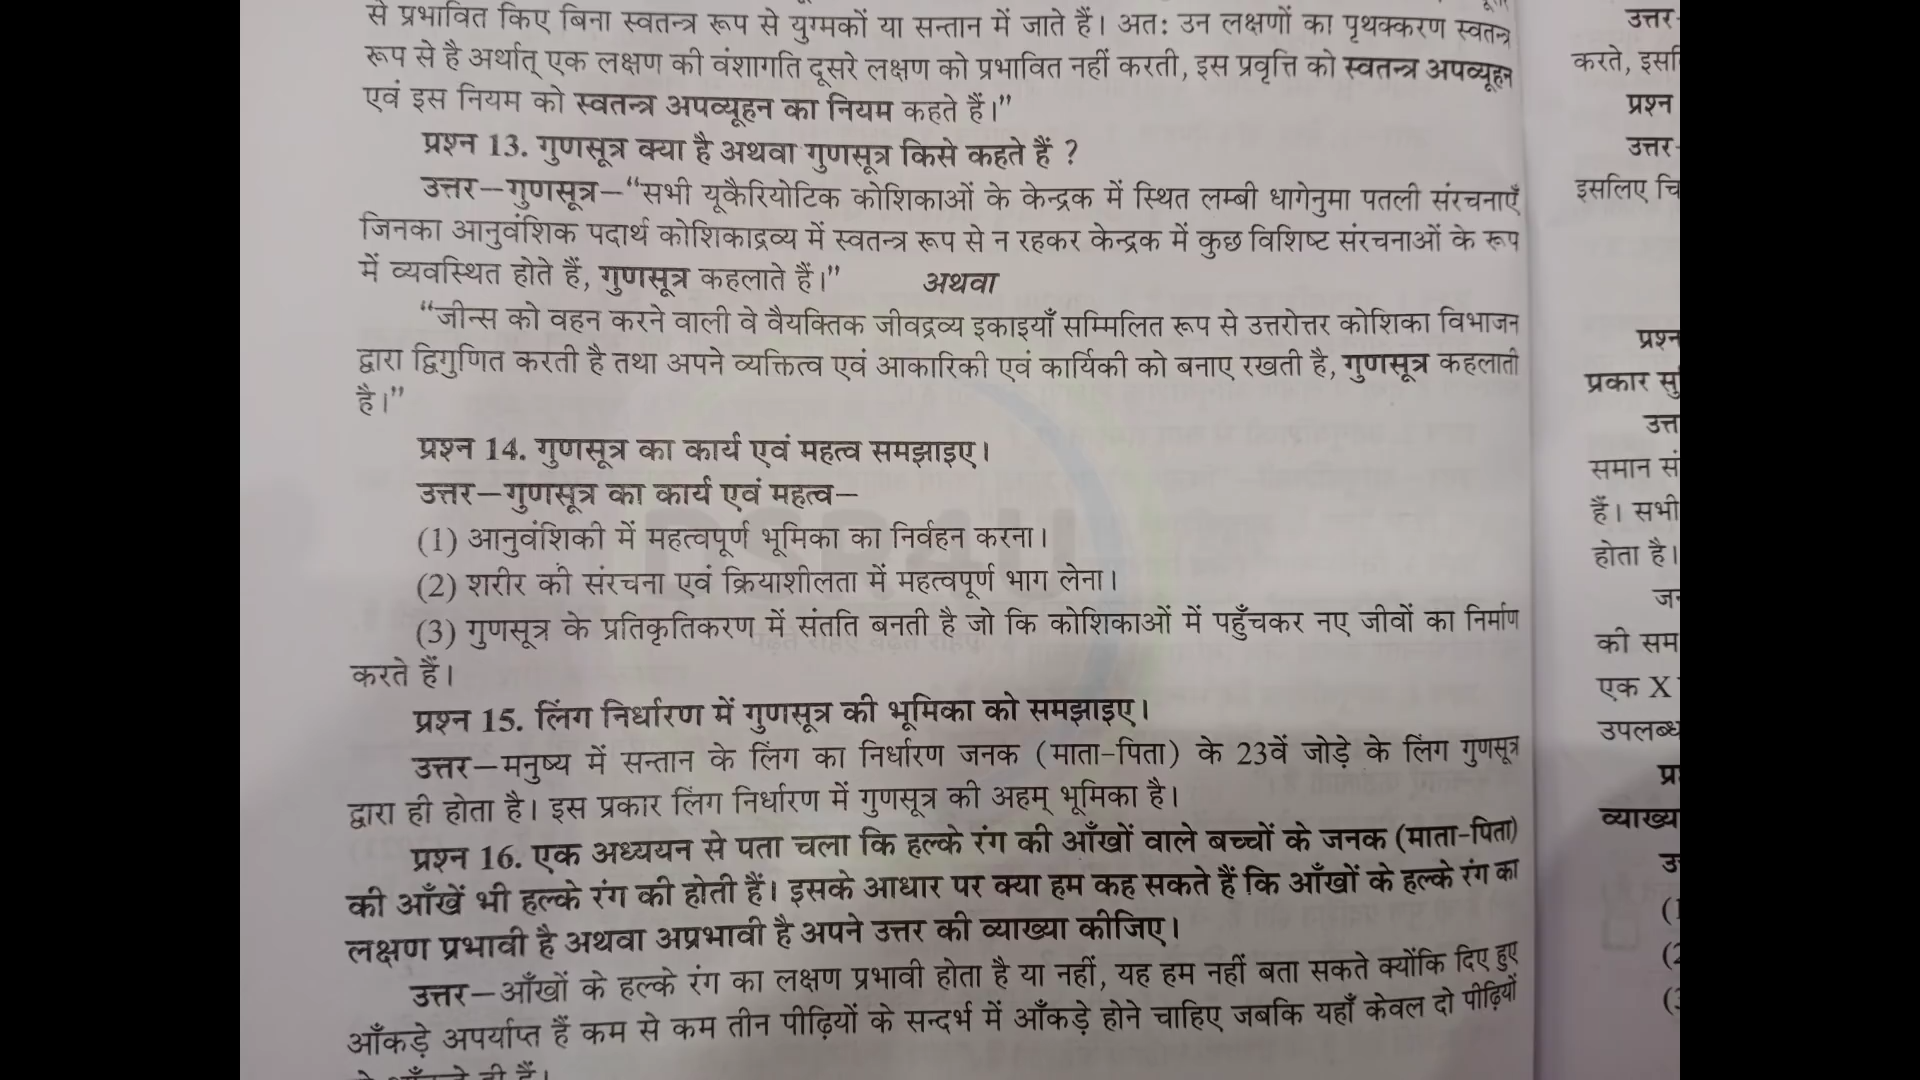 से प्रभावित किए बिना स्वतन्त्र रूप से युग्मकों या सन्तान में जाते हैं। अतः उन लक्षणों का पृथक्करण स्वतन्त्र
रूप से है अर्थात् एक लक्षण की वंशागति दूसरे लक्षण को प्रभावित नहीं करती, इस प्रवृत्ति को स्वतन्त्र अपव्यूहन
एवं इस नियम को स्वतन्त्र अपव्यूहन का नियम कहते हैं।”
प्रश्न 13. गुणसूत्र क्या है अथवा गुणसूत्र किसे कहते हैं ?
उत्तर–गुणसूत्र–“सभी यूकैरियोटिक कोशिकाओं के केन्द्रक में स्थित लम्बी धागेनुमा पतली संरचनाएँ
जिनका आनुवंशिक पदार्थ कोशिकाद्रव्य में स्वतन्त्र रूप से न रहकर केन्द्रक में कुछ विशिष्ट संरचनाओं के रूप
में व्यवस्थित होते हैं, गुणसूत्र कहलाते हैं।” अथवा
“जीन्स को वहन करने वाली वे वैयक्तिक जीवद्रव्य इकाइयाँ सम्मिलित रूप से उत्तरोत्तर कोशिका विभाजन
द्वारा द्विगुणित करती है तथा अपने व्यक्तित्व एवं आकारिकी एवं कार्यिकी को बनाए रखती है, गुणसूत्र कहलाती
है।”
प्रश्न 14. गुणसूत्र का कार्य एवं महत्व समझाइए।
उत्तर–गुणसूत्र का कार्य एवं महत्व–
(1) आनुवंशिकी में महत्वपूर्ण भूमिका का निर्वहन करना।
(2) शरीर की संरचना एवं क्रियाशीलता में महत्वपूर्ण भाग लेना।
(3) गुणसूत्र के प्रतिकृतिकरण में संतति बनती है जो कि कोशिकाओं में पहुँचकर नए जीवों का निर्माण
करते हैं।
प्रश्न 15. लिंग निर्धारण में गुणसूत्र की भूमिका को समझाइए।
उत्तर–मनुष्य में सन्तान के लिंग का निर्धारण जनक (माता-पिता) के 23वें जोड़े के लिंग गुणसूत्र
द्वारा ही होता है। इस प्रकार लिंग निर्धारण में गुणसूत्र की अहम् भूमिका है।
प्रश्न 16. एक अध्ययन से पता चला कि हल्के रंग की आँखों वाले बच्चों के जनक (माता-पिता)
की आँखें भी हल्के रंग की होती हैं। इसके आधार पर क्या हम कह सकते हैं कि आँखों के हल्के रंग का
लक्षण प्रभावी है अथवा अप्रभावी है अपने उत्तर की व्याख्या कीजिए।
उत्तर–आँखों के हल्के रंग का लक्षण प्रभावी होता है या नहीं, यह हम नहीं बता सकते क्योंकि दिए हुए
आँकड़े अपर्याप्त हैं कम से कम तीन पीढ़ियों के सन्दर्भ में आँकड़े होने चाहिए जबकि यहाँ केवल दो पीढ़ियों
उत्तर
करते, इसलि
प्रश्न
उत्तर
इसलिए चि
प्रश्न
प्रकार सु
उत्त
समान सं
हैं। सभी
होता है।
जन
की सम
एक X
उपलब्ध
प्र
व्याख्य
उ
(1
(2
(3